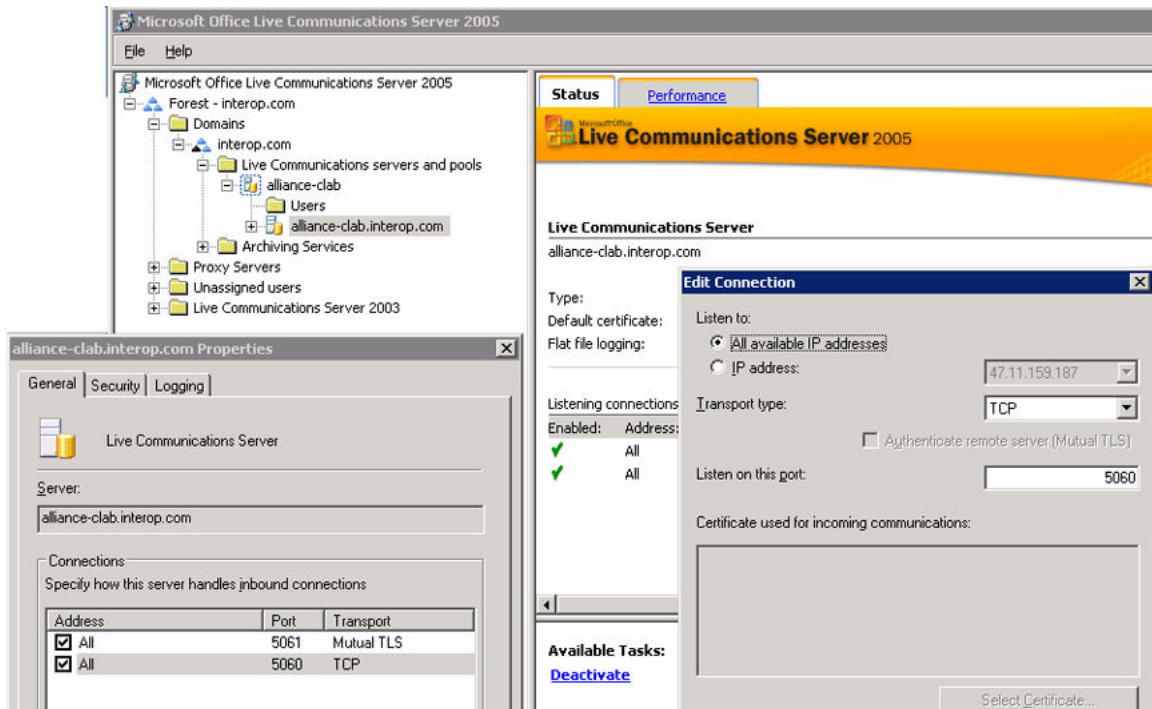 Microsoft Office Live Communications Server 2005
File Help
Microsoft Office Live Communications Server 2005
Forest - interop.com
Domains
interop.com
Live Communications servers and pools
alliance-clab
Users
alliance-clab.interop.com
Archiving Services
Proxy Servers
Unassigned users
Live Communications Server 2003
Status Performance
Microsoft Office
Live Communications Server 2005
Live Communications Server
alliance-clab.interop.com
Type:
Default certificate:
Flat file logging:
Listening connections
Enabled: Address:
All
All
Available Tasks:
Deactivate
alliance-clab.interop.com Properties
General Security Logging
Live Communications Server
Server:
alliance-clab.interop.com
Connections
Specify how this server handles inbound connections
Address Port Transport
All 5061 Mutual TLS
All 5060 TCP
Edit Connection
Listen to:
All available IP addresses
IP address: 47.11.159.187
Transport type: TCP
Authenticate remote server (Mutual TLS)
Listen on this port: 5060
Certificate used for incoming communications:
Select Certificate...